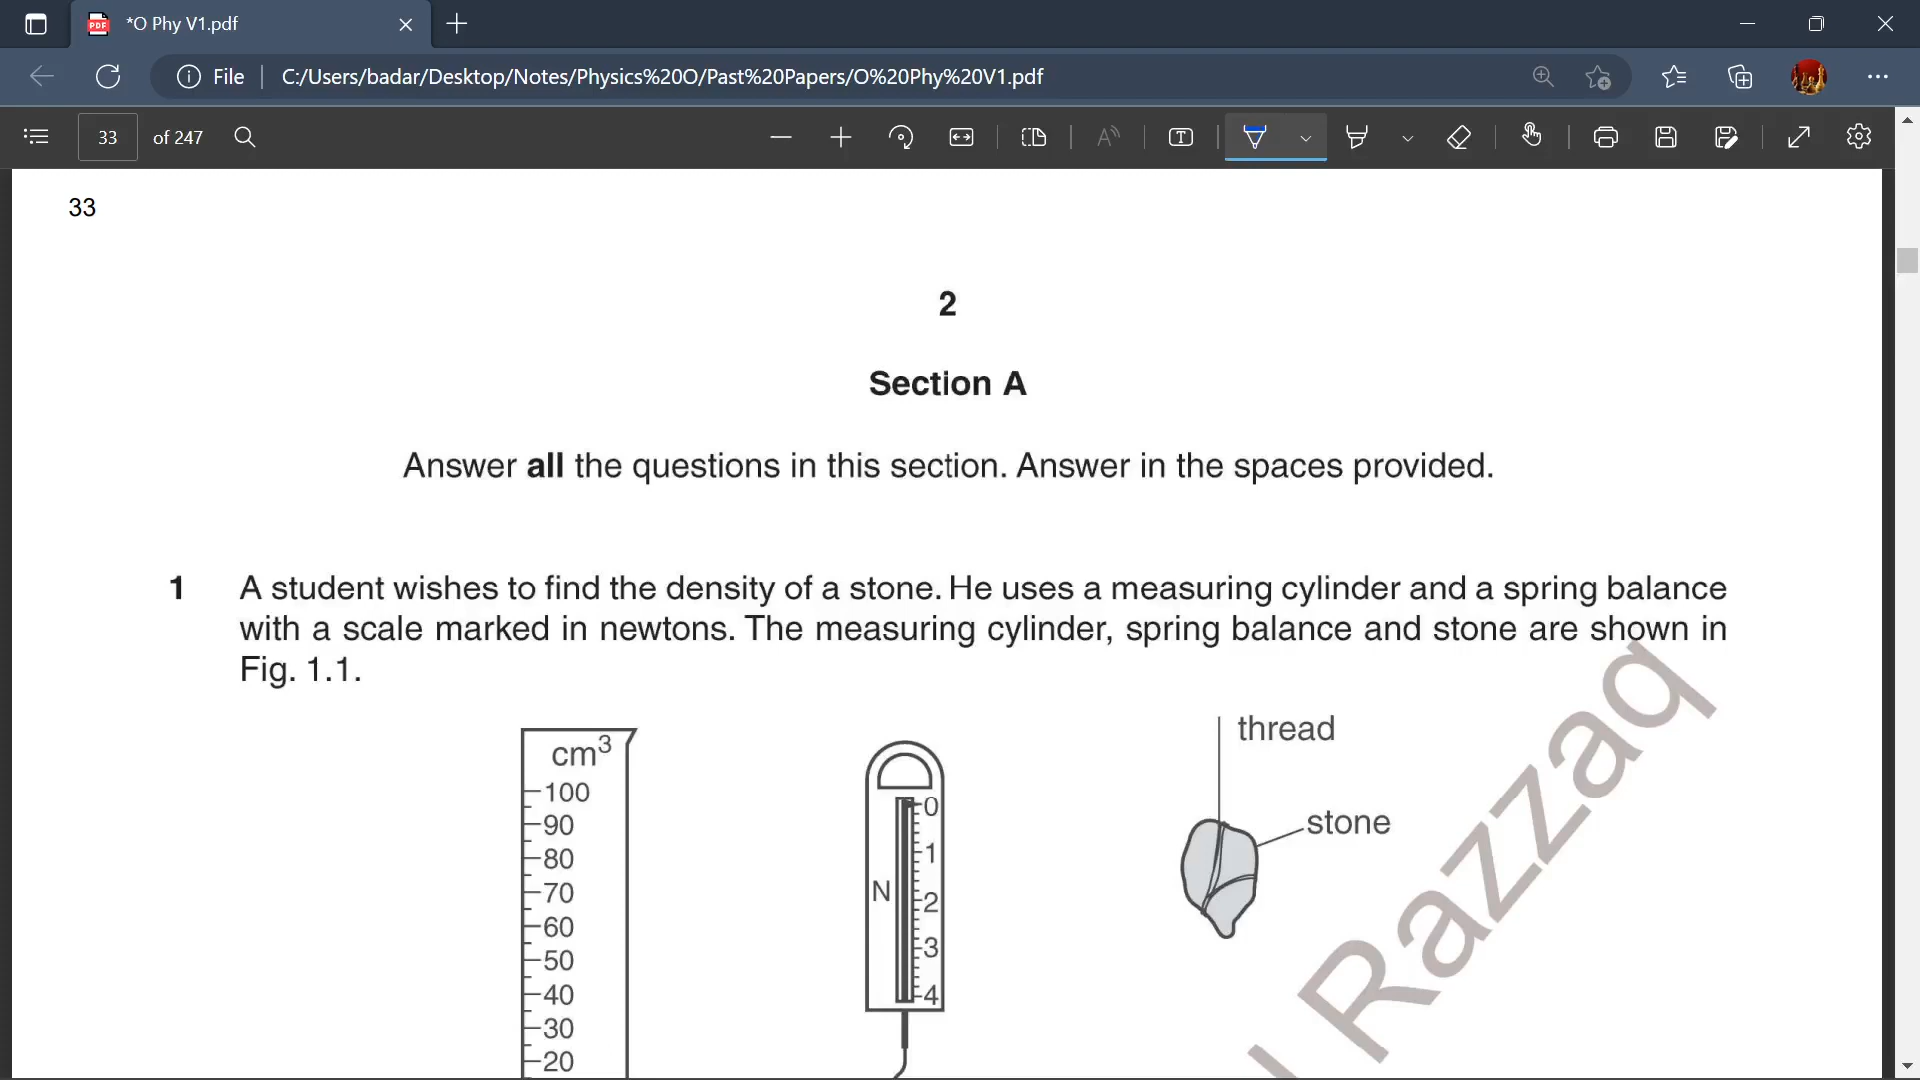 *O Phy V1.pdf
File
C:/Users/badar/Desktop/Notes/Physics%20O/Past%20Papers/O%20Phy%20V1.pdf
33 of 247
33
2
Section A
Answer all the questions in this section. Answer in the spaces provided.
1 A student wishes to find the density of a stone. He uses a measuring cylinder and a spring balance
with a scale marked in newtons. The measuring cylinder, spring balance and stone are shown in
Fig. 1.1.
cm³
100
90
80
70
60
50
40
30
20
N
0
1
2
3
4
thread
stone
Razzaq